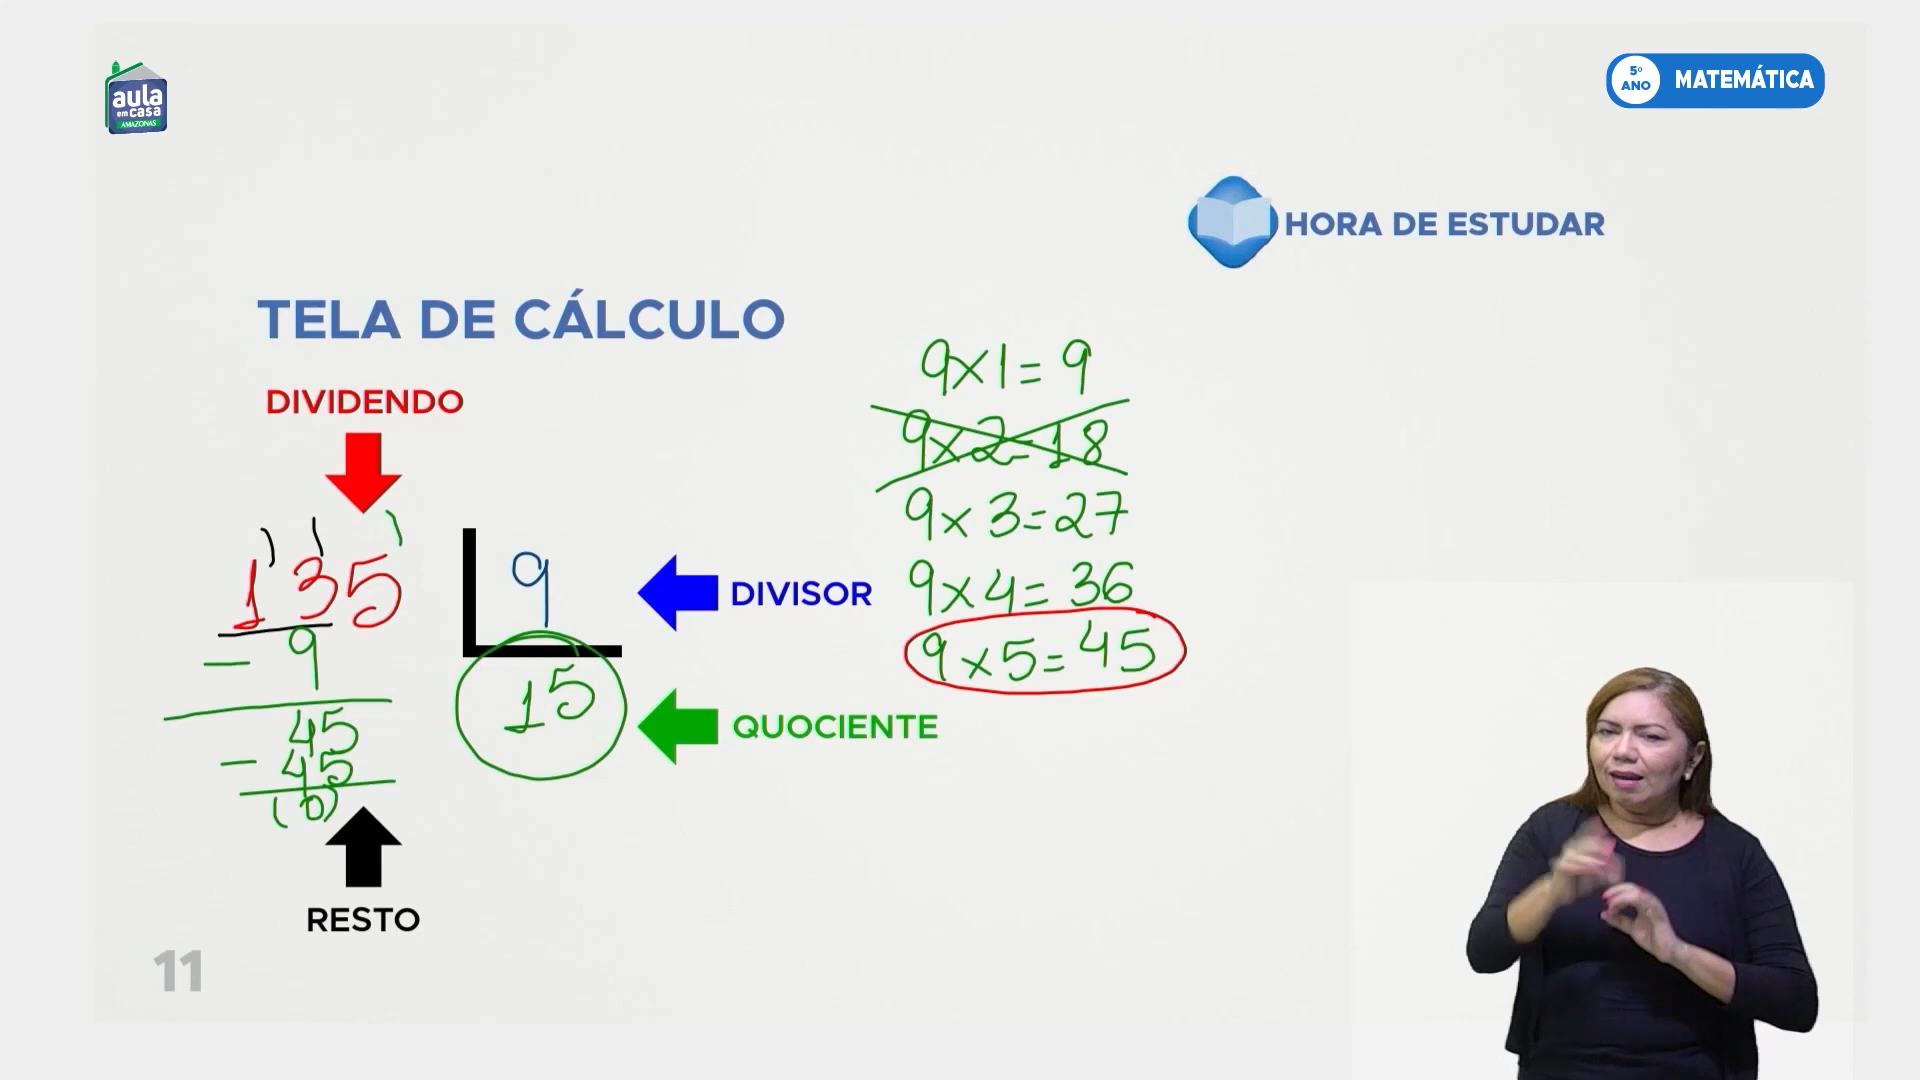 aula
em casa
AMAZONAS
5º
ANO
MATEMÁTICA
HORA DE ESTUDAR
TELA DE CÁLCULO
DIVIDENDO
135
9
DIVISOR
- 9
15
QUOCIENTE
45
- 45
(0)
RESTO
9x1=9
9x2=18
9x3=27
9x4=36
9x5=45
11